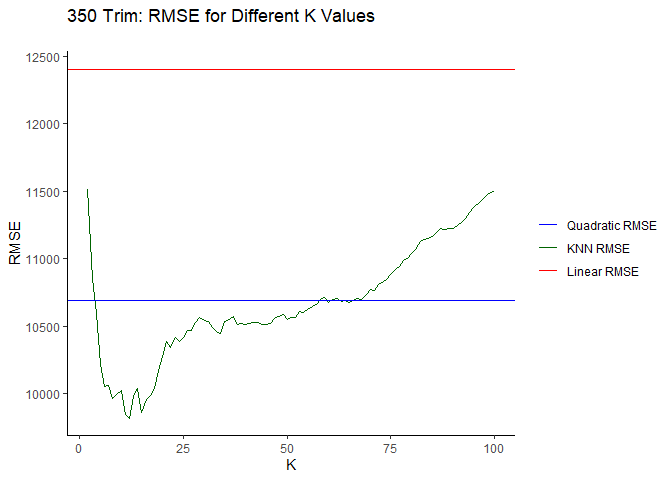 350 Trim: RMSE for Different K Values
12500
12000
11500
11000
10500
10000
RMSE
0
25
50
75
100
K
Quadratic RMSE
KNN RMSE
Linear RMSE